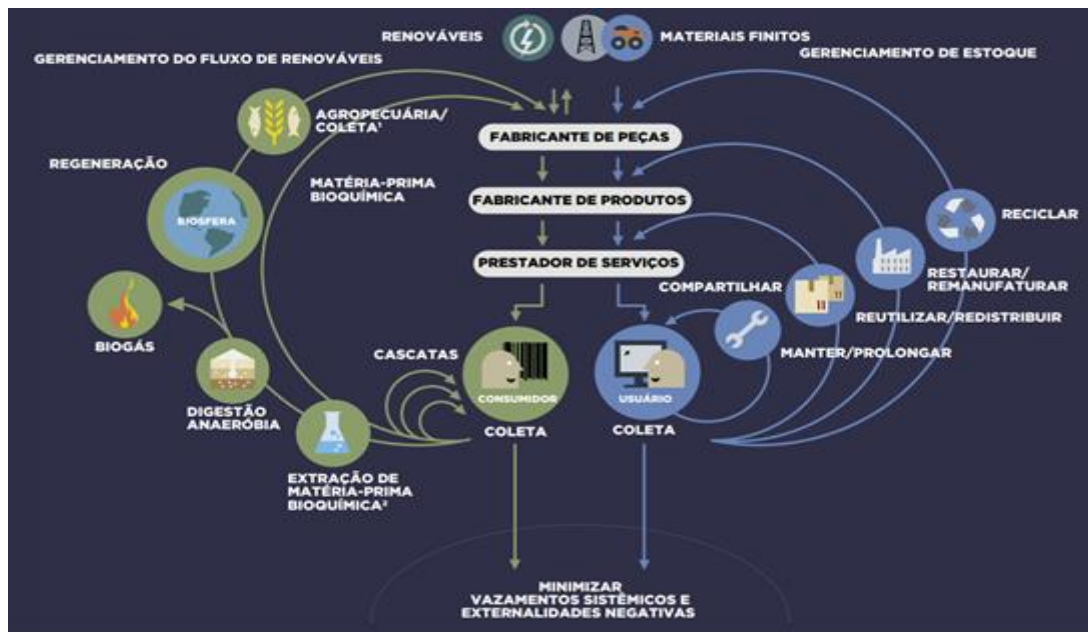 RENOVÁVEIS
MATERIAIS FINITOS
GERENCIAMENTO DO FLUXO DE RENOVÁVEIS
GERENCIAMENTO DE ESTOQUE
AGROPECUÁRIA/
COLETA¹
FABRICANTE DE PEÇAS
REGENERAÇÃO
MATÉRIA-PRIMA
BIOQUÍMICA
FABRICANTE DE PRODUTOS
BIOSFERA
RECICLAR
PRESTADOR DE SERVIÇOS
COMPARTILHAR
RESTAURAR/
REMANUFATURAR
REUTILIZAR/REDISTRIBUIR
BIOGÁS
CASCATAS
MANTER/PROLONGAR
CONSUMIDOR
USUÁRIO
DIGESTÃO
ANAERÓBIA
COLETA
COLETA
EXTRAÇÃO DE
MATÉRIA-PRIMA
BIOQUÍMICA²
MINIMIZAR
VAZAMENTOS SISTÊMICOS E
EXTERNALIDADES NEGATIVAS